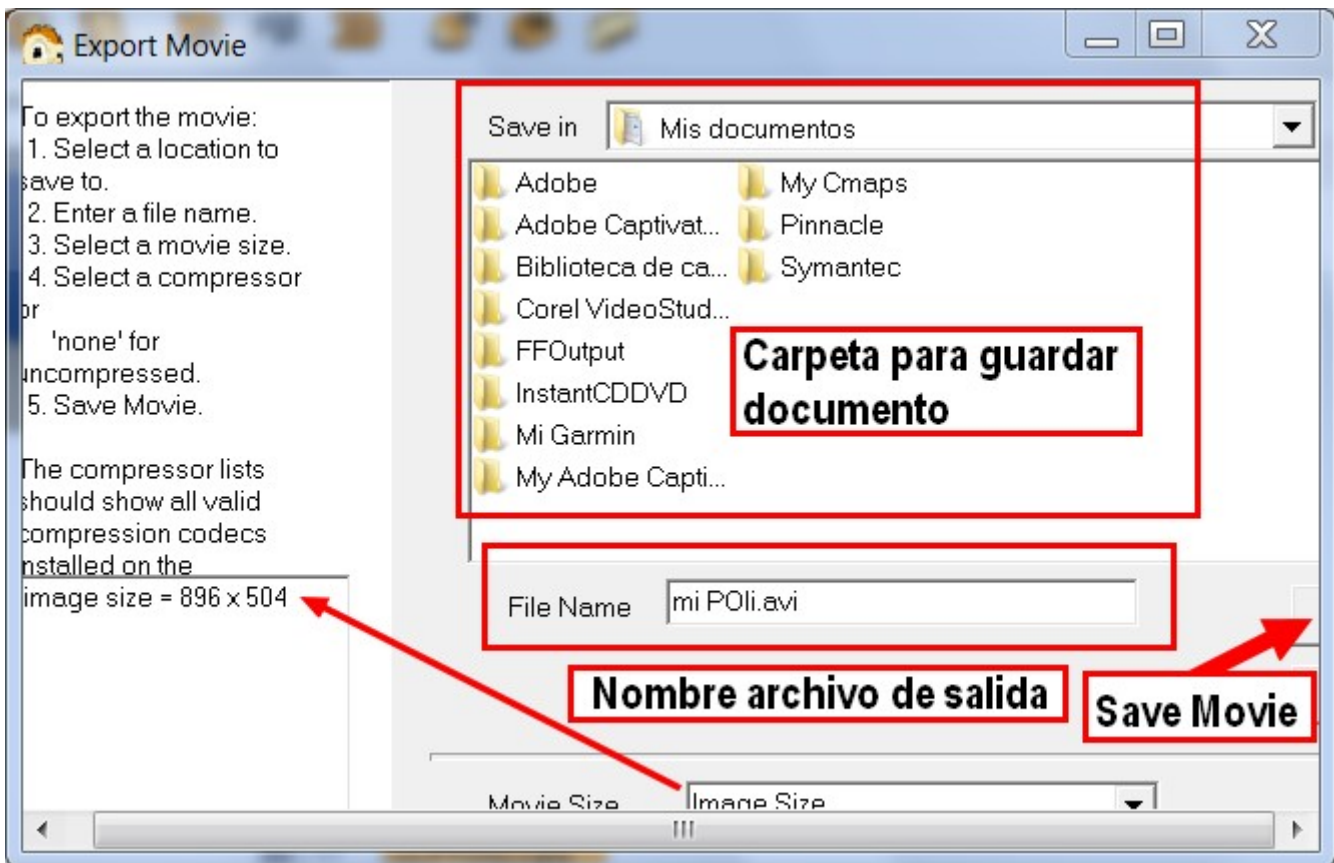 Export Movie
To export the movie:
1. Select a location to
save to.
2. Enter a file name.
3. Select a movie size.
4. Select a compressor
or
'none' for
uncompressed.
5. Save Movie.
The compressor lists
should show all valid
compression codecs
installed on the
image size = 896 x 504
Save in Mis documentos
Adobe
Adobe Captivat...
Biblioteca de ca...
Corel VideoStud...
FFOutput
InstantCDDVD
Mi Garmin
My Adobe Capti...
My Cmaps
Pinnacle
Symantec
Carpeta para guardar
documento
File Name mi POli.avi
Nombre archivo de salida
Save Movie
Movie Size Image Size